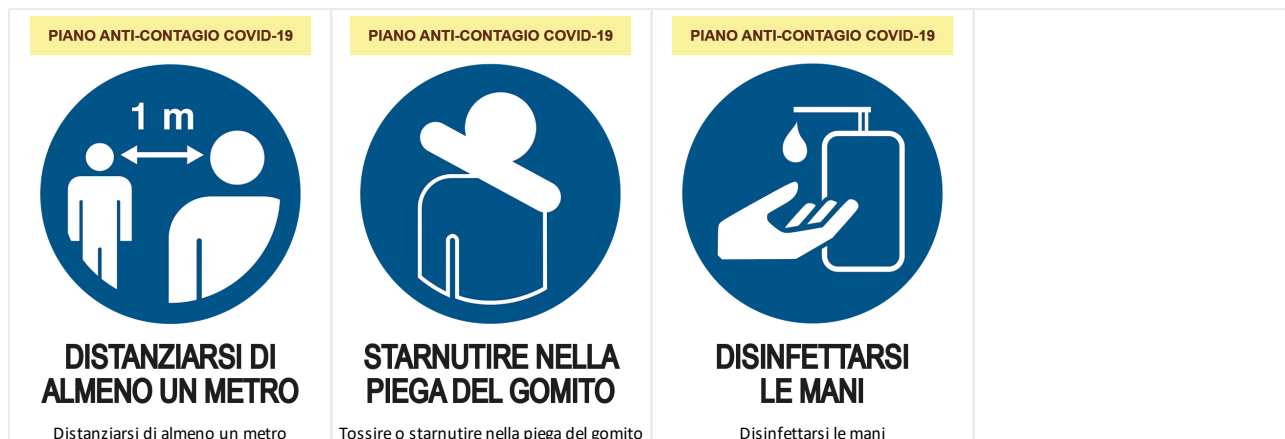 PIANO ANTI-CONTAGIO COVID-19
1 m
DISTANZIARSI DI
ALMENO UN METRO
Distanziarsi di almeno un metro
PIANO ANTI-CONTAGIO COVID-19
STARNUTIRE NELLA
PIEGA DEL GOMITO
Tossire o starnutire nella piega del gomito
PIANO ANTI-CONTAGIO COVID-19
DISINFETTARSI
LE MANI
Disinfettarsi le mani